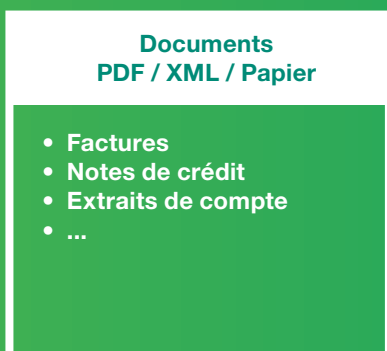 Documents
PDF / XML / Papier
• Factures
• Notes de crédit
• Extraits de compte
• ...